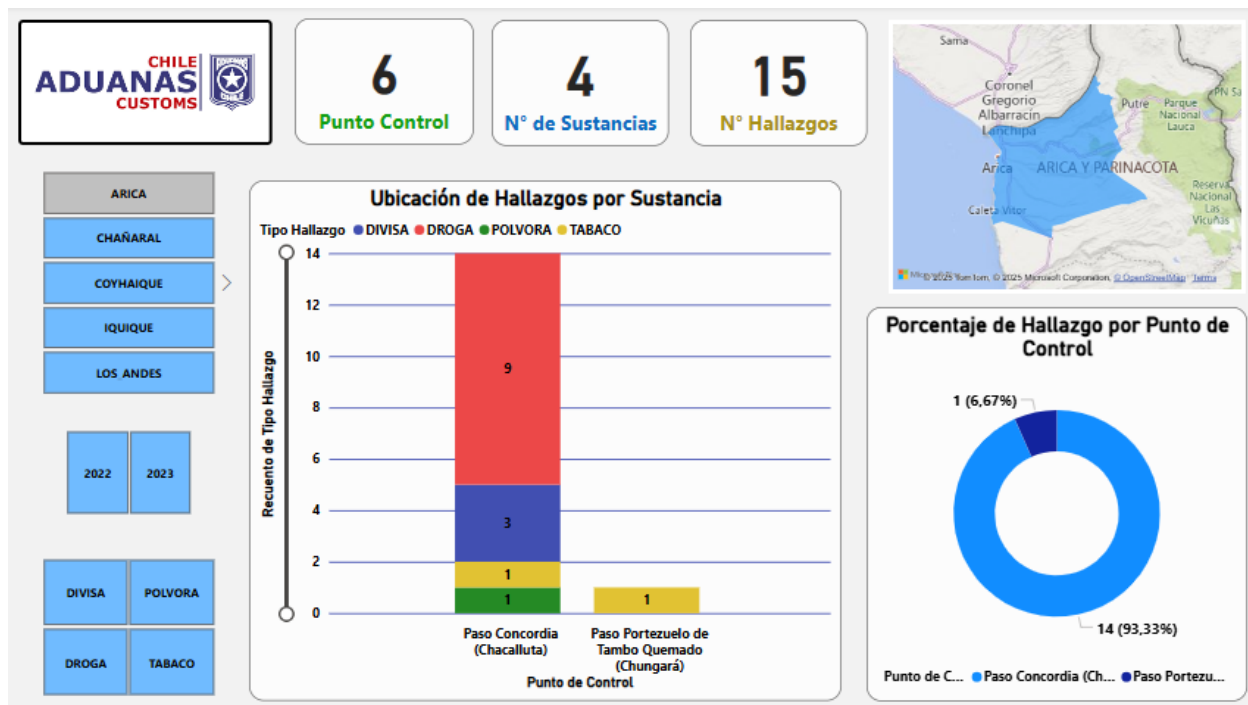 CHILE
ADUANAS
CUSTOMS
6
Punto Control
4
N° de Sustancias
15
N° Hallazgos
Sama
Coronel
Gregorio
Albarracín
Lanchipa
Putre
Parque
Nacional
Lauca
PN Sa
Arica
ARICA Y PARINACOTA
Caleta Vitor
Reserva
Nacional
Las
Vicuñas
© 2025 TomTom, © 2025 Microsoft Corporation, © OpenStreetMap Terms
ARICA
CHAÑARAL
COYHAIQUE
IQUIQUE
LOS_ANDES
2022
2023
DIVISA
POLVORA
DROGA
TABACO
Ubicación de Hallazgos por Sustancia
Tipo Hallazgo DIVISA DROGA POLVORA TABACO
Recuento de Tipo Hallazgo
14
12
10
8
6
4
2
0
9
3
1
1
1
Paso Concordia
(Chacalluta)
Paso Portezuelo de
Tambo Quemado
(Chungará)
Punto de Control
Porcentaje de Hallazgo por Punto de
Control
1 (6,67%)
14 (93,33%)
Punto de C... Paso Concordia (Ch... Paso Portezu...